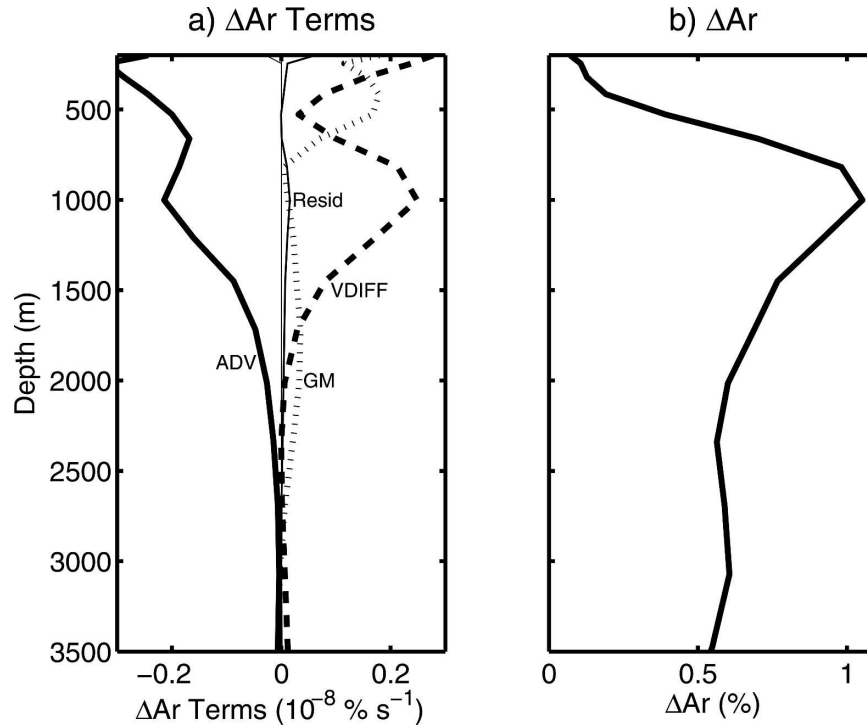 a) ΔAr Terms
b) ΔAr
500
1000
1500
2000
2500
3000
3500
Depth (m)
Resid
VDIFF
ADV
GM
−0.2
0
0.2
ΔAr Terms (10⁻⁸ % s⁻¹)
0
0.5
1
ΔAr (%)